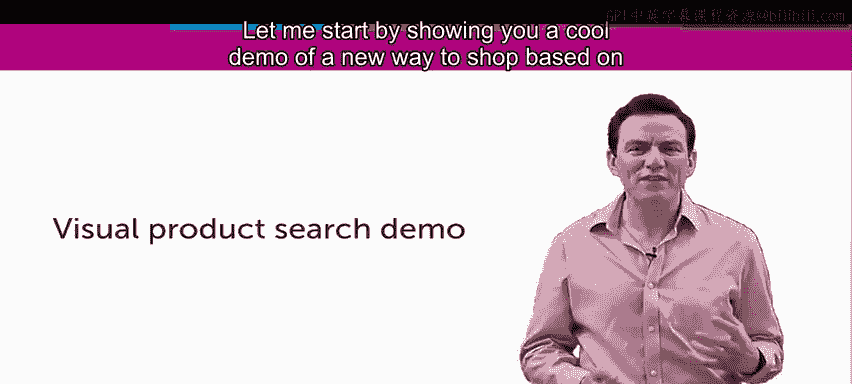 Let me start by showing you a cool
demo of a new way to shop based on
Visual product search demo